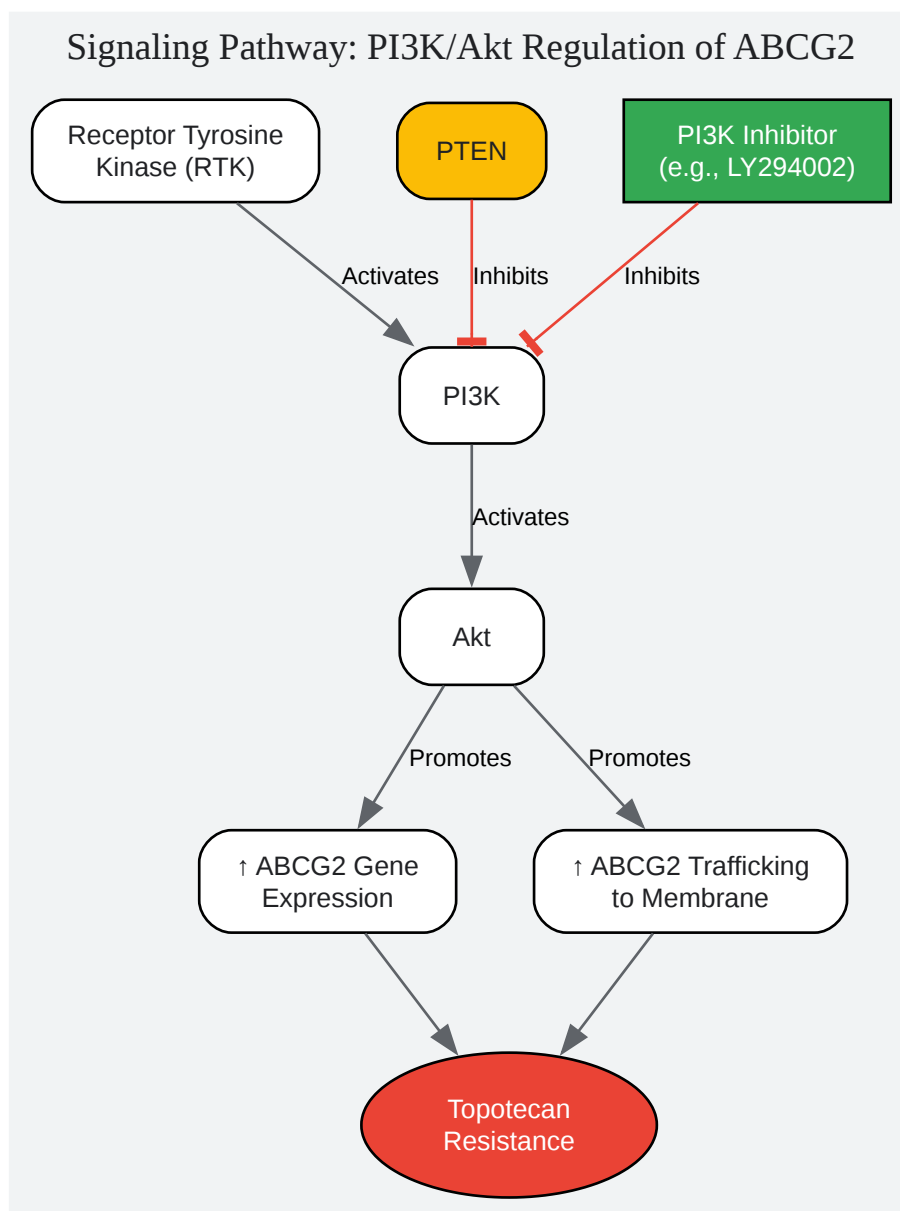 Signaling Pathway: PI3K/Akt Regulation of ABCG2
Receptor Tyrosine
Kinase (RTK)
PTEN
PI3K Inhibitor
(e.g., LY294002)
Activates
Inhibits
Inhibits
PI3K
Activates
Akt
Promotes
Promotes
↑ ABCG2 Gene
Expression
↑ ABCG2 Trafficking
to Membrane
Topotecan
Resistance